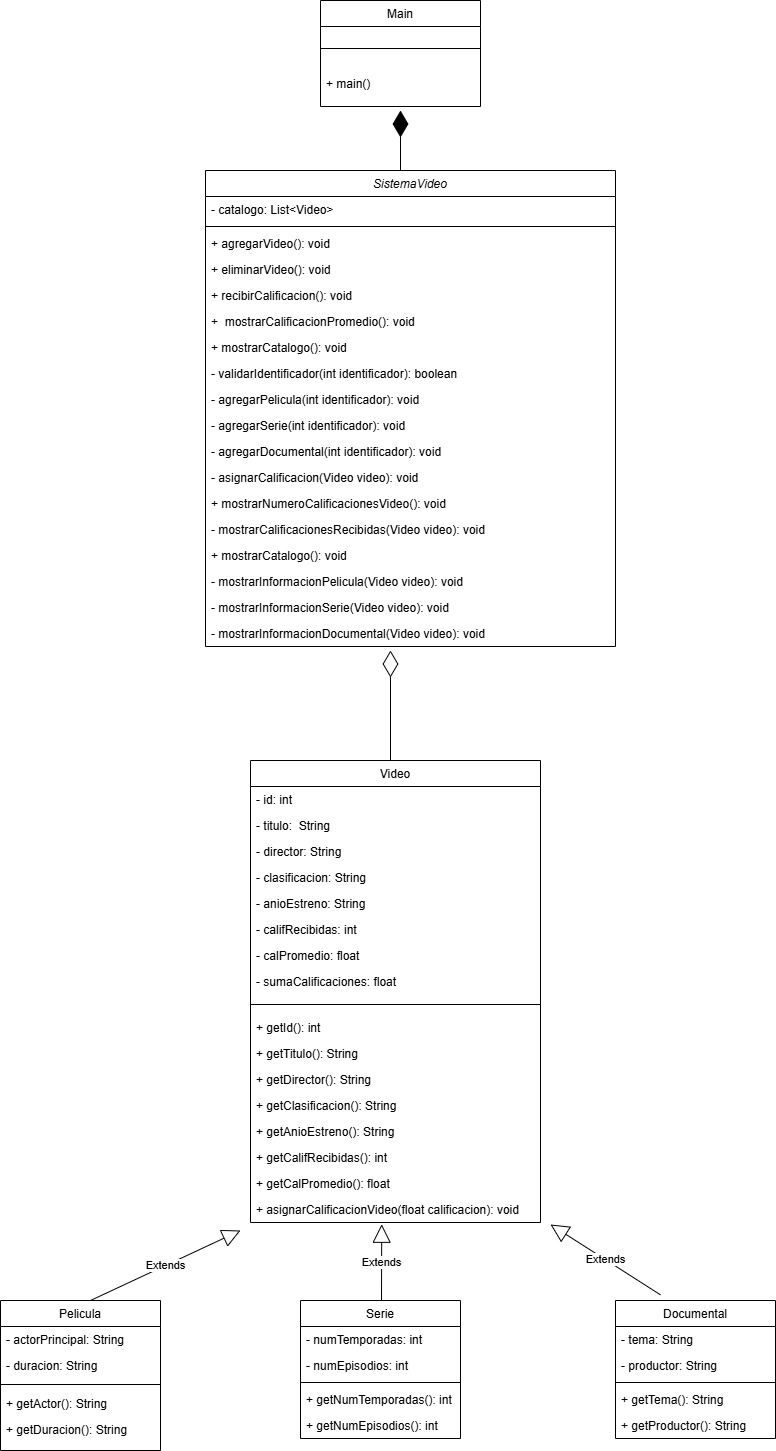 Main
+ main()
SistemaVideo
- catalogo: List<Video>
+ agregarVideo(): void
+ eliminarVideo(): void
+ recibirCalificacion(): void
+  mostrarCalificacionPromedio(): void
+ mostrarCatalogo(): void
- validarIdentificador(int identificador): boolean
- agregarPelicula(int identificador): void
- agregarSerie(int identificador): void
- agregarDocumental(int identificador): void
- asignarCalificacion(Video video): void
+ mostrarNumeroCalificacionesVideo(): void
- mostrarCalificacionesRecibidas(Video video): void
+ mostrarCatalogo(): void
- mostrarInformacionPelicula(Video video): void
- mostrarInformacionSerie(Video video): void
- mostrarInformacionDocumental(Video video): void
Video
- id: int
- titulo:  String
- director: String
- clasificacion: String
- anioEstreno: String
- califRecibidas: int
- calPromedio: float
- sumaCalificaciones: float
+ getId(): int
+ getTitulo(): String
+ getDirector(): String
+ getClasificacion(): String
+ getAnioEstreno(): String
+ getCalifRecibidas(): int
+ getCalPromedio(): float
+ asignarCalificacionVideo(float calificacion): void
Extends
Extends
Extends
Pelicula
- actorPrincipal: String
- duracion: String
+ getActor(): String
+ getDuracion(): String
Serie
- numTemporadas: int
- numEpisodios: int
+ getNumTemporadas(): int
+ getNumEpisodios(): int
Documental
- tema: String
- productor: String
+ getTema(): String
+ getProductor(): String